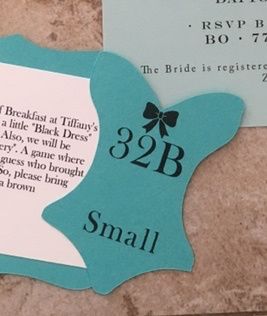 RSVP B
BO · 77
The Bride is registere
Z
f Breakfast at Tiffany's
a little "Black Dress"
Also, we will be
ery". A game where
guess who brought
So, please bring
a brown
32B
Small